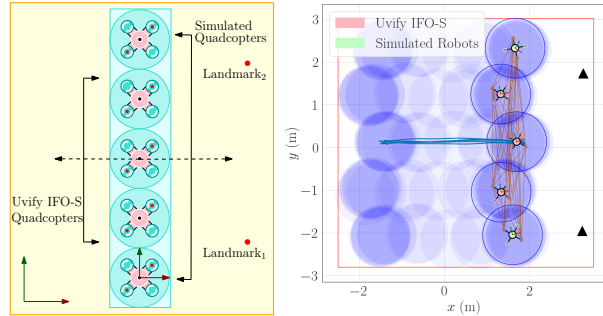 Simulated
Quadcopters
Landmark2
Uvify IFO-S
Quadcopters
Landmark1
Uvify IFO-S
Simulated Robots
3
2
1
0
−1
−2
−3
y (m)
−2
0
2
x (m)